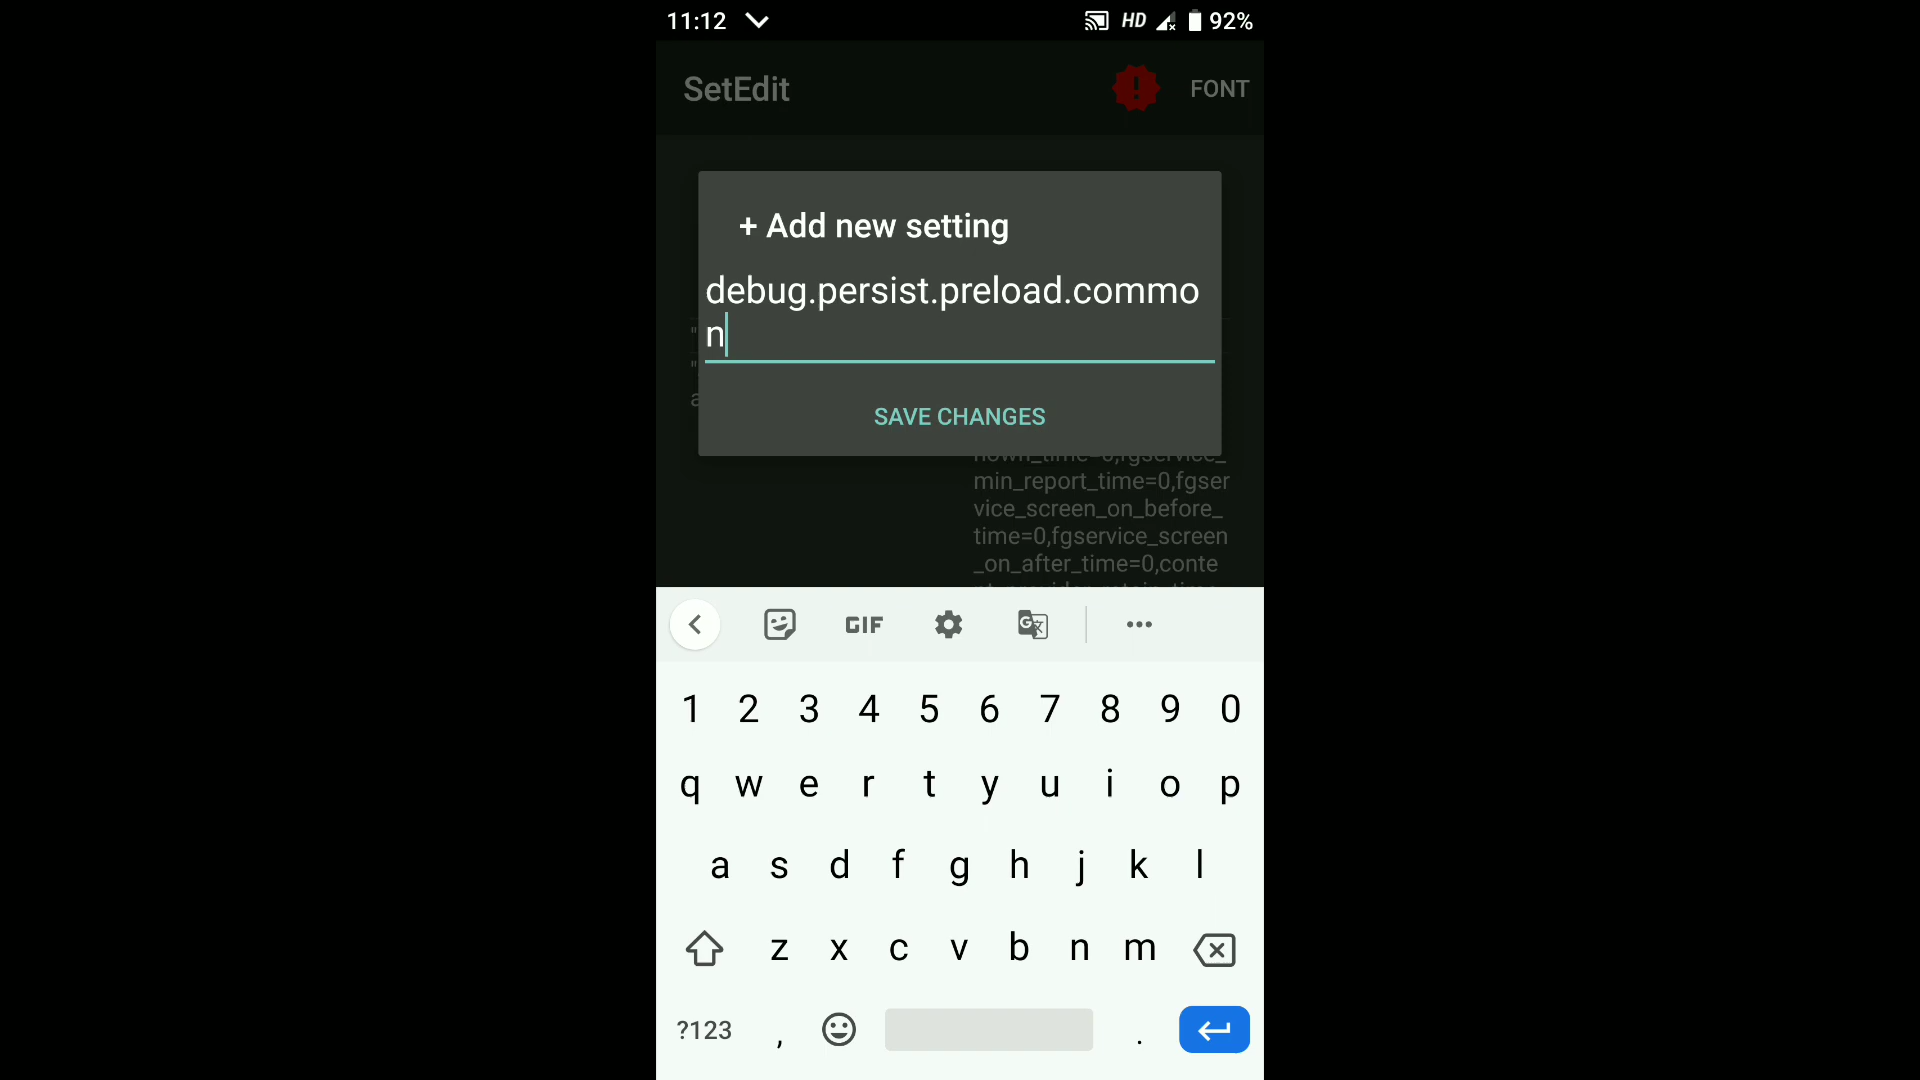 11:12
HD
92%
SetEdit
FONT
+ Add new setting
debug.persist.preload.commo
n
SAVE CHANGES
min_report_time=0,fgser
vice_screen_on_before_
time=0,fgservice_screen
_on_after_time=0,conte
GIF
1 2 3 4 5 6 7 8 9 0
q w e r t y u i o p
a s d f g h j k l
z x c v b n m
?123 , .